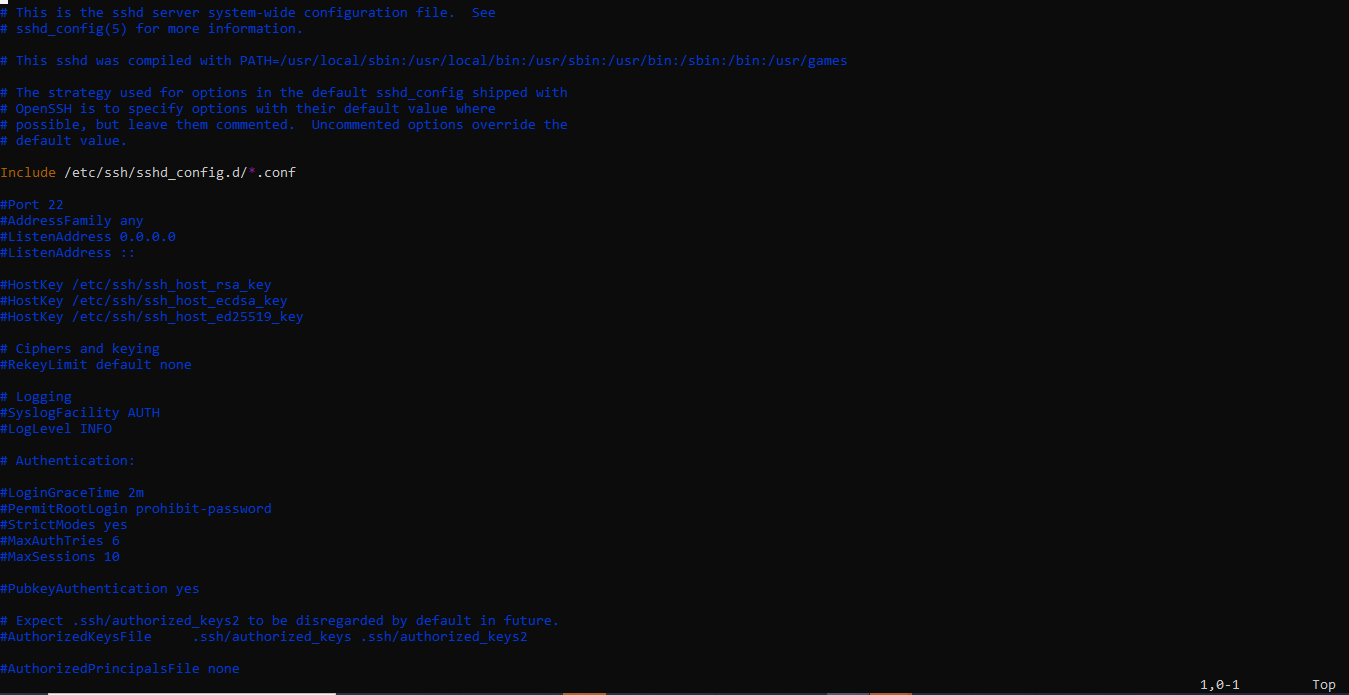 # This is the sshd server system-wide configuration file.  See
# sshd_config(5) for more information.

# This sshd was compiled with PATH=/usr/local/sbin:/usr/local/bin:/usr/sbin:/usr/bin:/sbin:/bin:/usr/games

# The strategy used for options in the default sshd_config shipped with
# OpenSSH is to specify options with their default value where
# possible, but leave them commented.  Uncommented options override the
# default value.

Include /etc/ssh/sshd_config.d/*.conf

#Port 22
#AddressFamily any
#ListenAddress 0.0.0.0
#ListenAddress ::

#HostKey /etc/ssh/ssh_host_rsa_key
#HostKey /etc/ssh/ssh_host_ecdsa_key
#HostKey /etc/ssh/ssh_host_ed25519_key

# Ciphers and keying
#RekeyLimit default none

# Logging
#SyslogFacility AUTH
#LogLevel INFO

# Authentication:

#LoginGraceTime 2m
#PermitRootLogin prohibit-password
#StrictModes yes
#MaxAuthTries 6
#MaxSessions 10

#PubkeyAuthentication yes

# Expect .ssh/authorized_keys2 to be disregarded by default in future.
#AuthorizedKeysFile     .ssh/authorized_keys .ssh/authorized_keys2

#AuthorizedPrincipalsFile none
1,0-1         Top